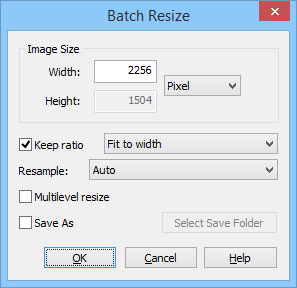 Batch Resize
Image Size
Width: 2256
Pixel
Height: 1504
Keep ratio Fit to width
Resample: Auto
Multilevel resize
Save As Select Save Folder
OK Cancel Help